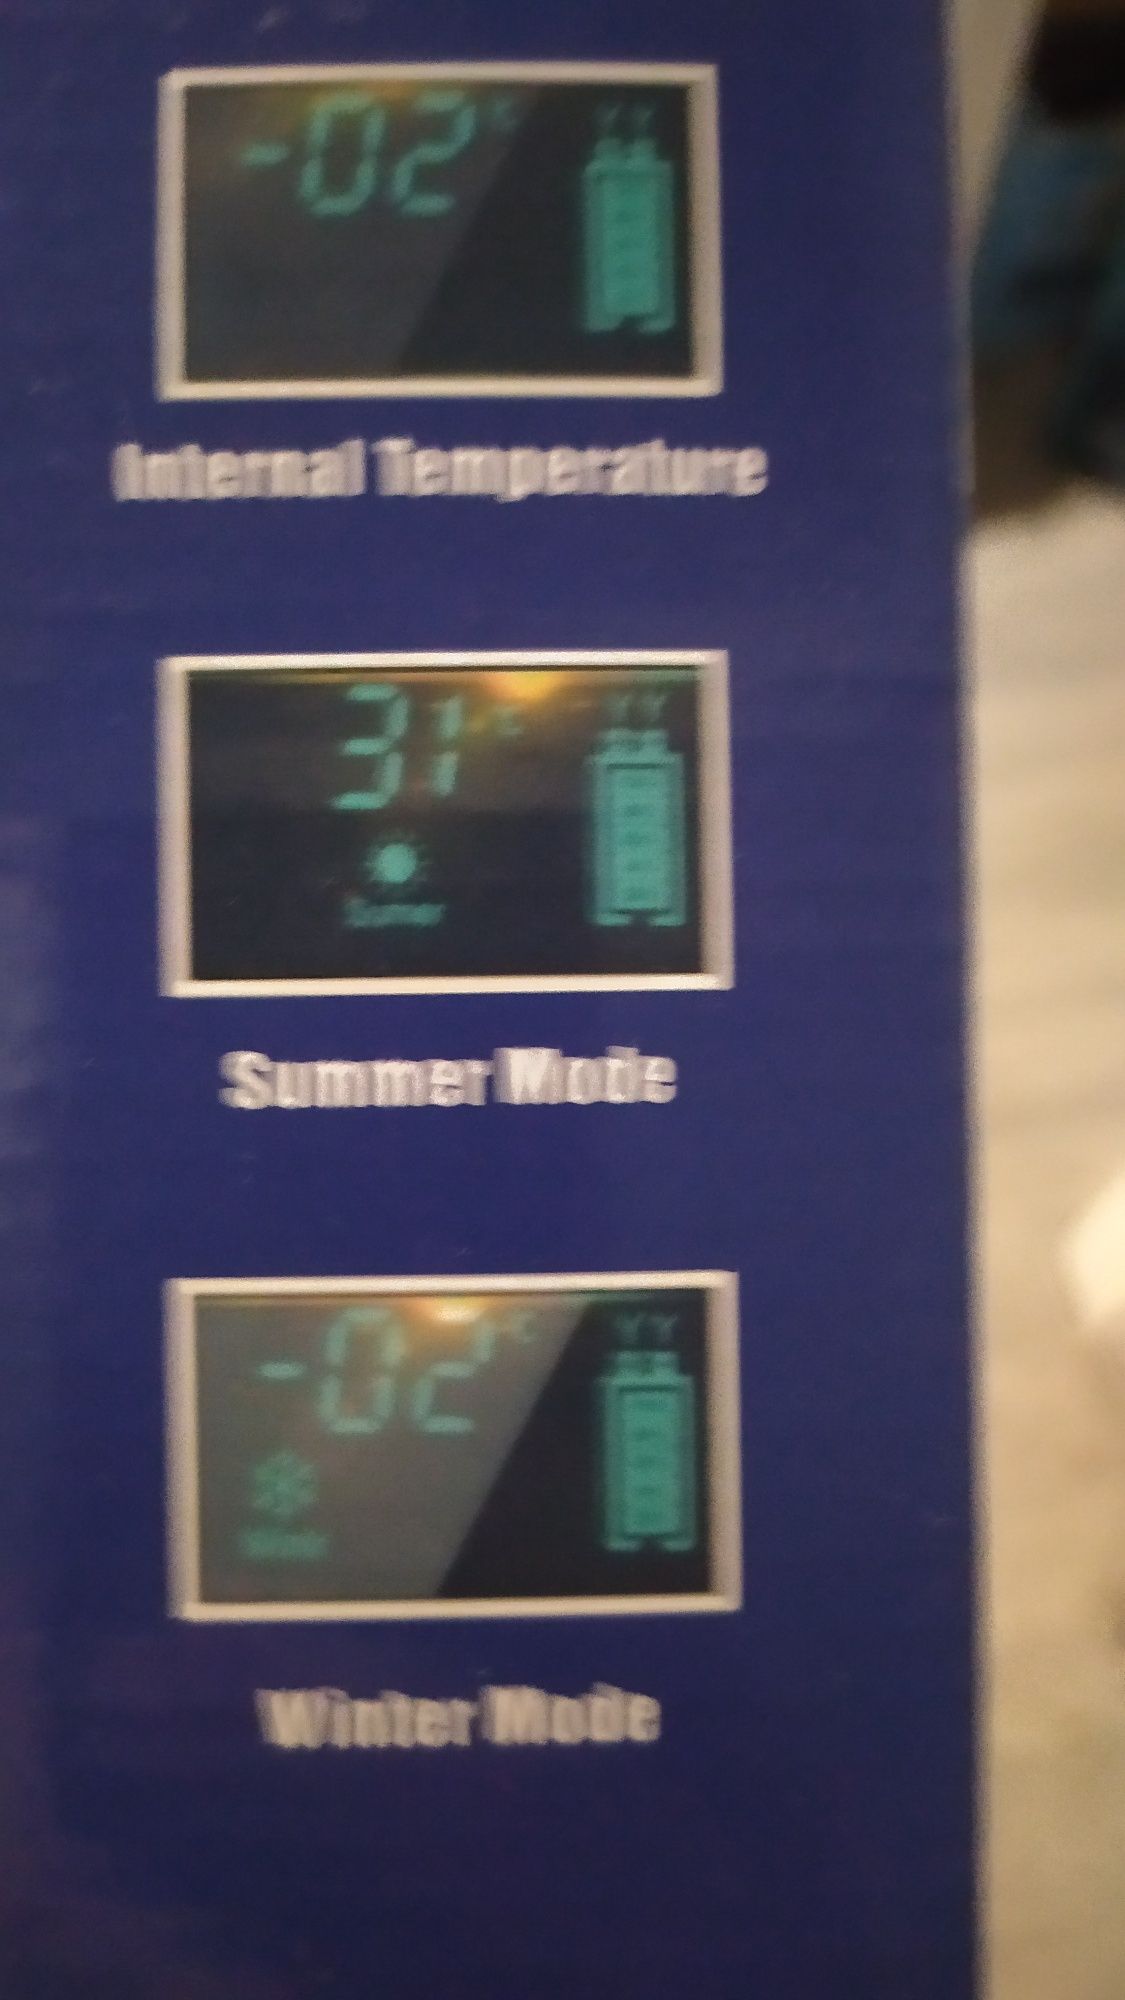 -02°C
Internal Temperature
31°C
Summer Mode
-02°C
Winter Mode